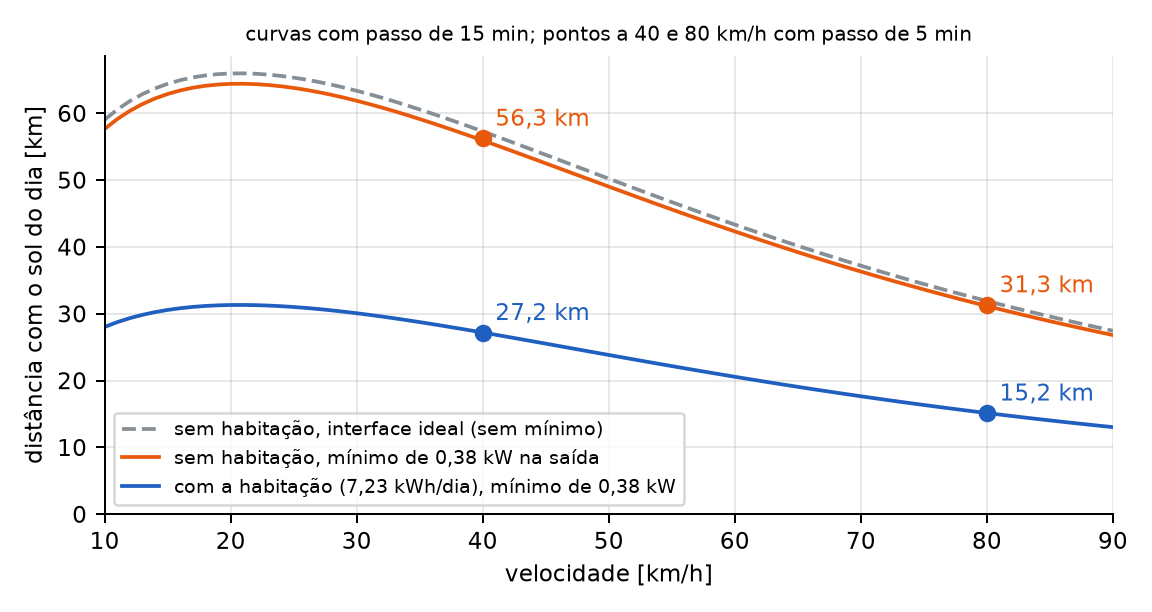 curvas com passo de 15 min; pontos a 40 e 80 km/h com passo de 5 min
distância com o sol do dia [km]
60
50
40
30
20
10
0
56,3 km
31,3 km
27,2 km
15,2 km
sem habitação, interface ideal (sem mínimo)
sem habitação, mínimo de 0,38 kW na saída
com a habitação (7,23 kWh/dia), mínimo de 0,38 kW
10 20 30 40 50 60 70 80 90
velocidade [km/h]